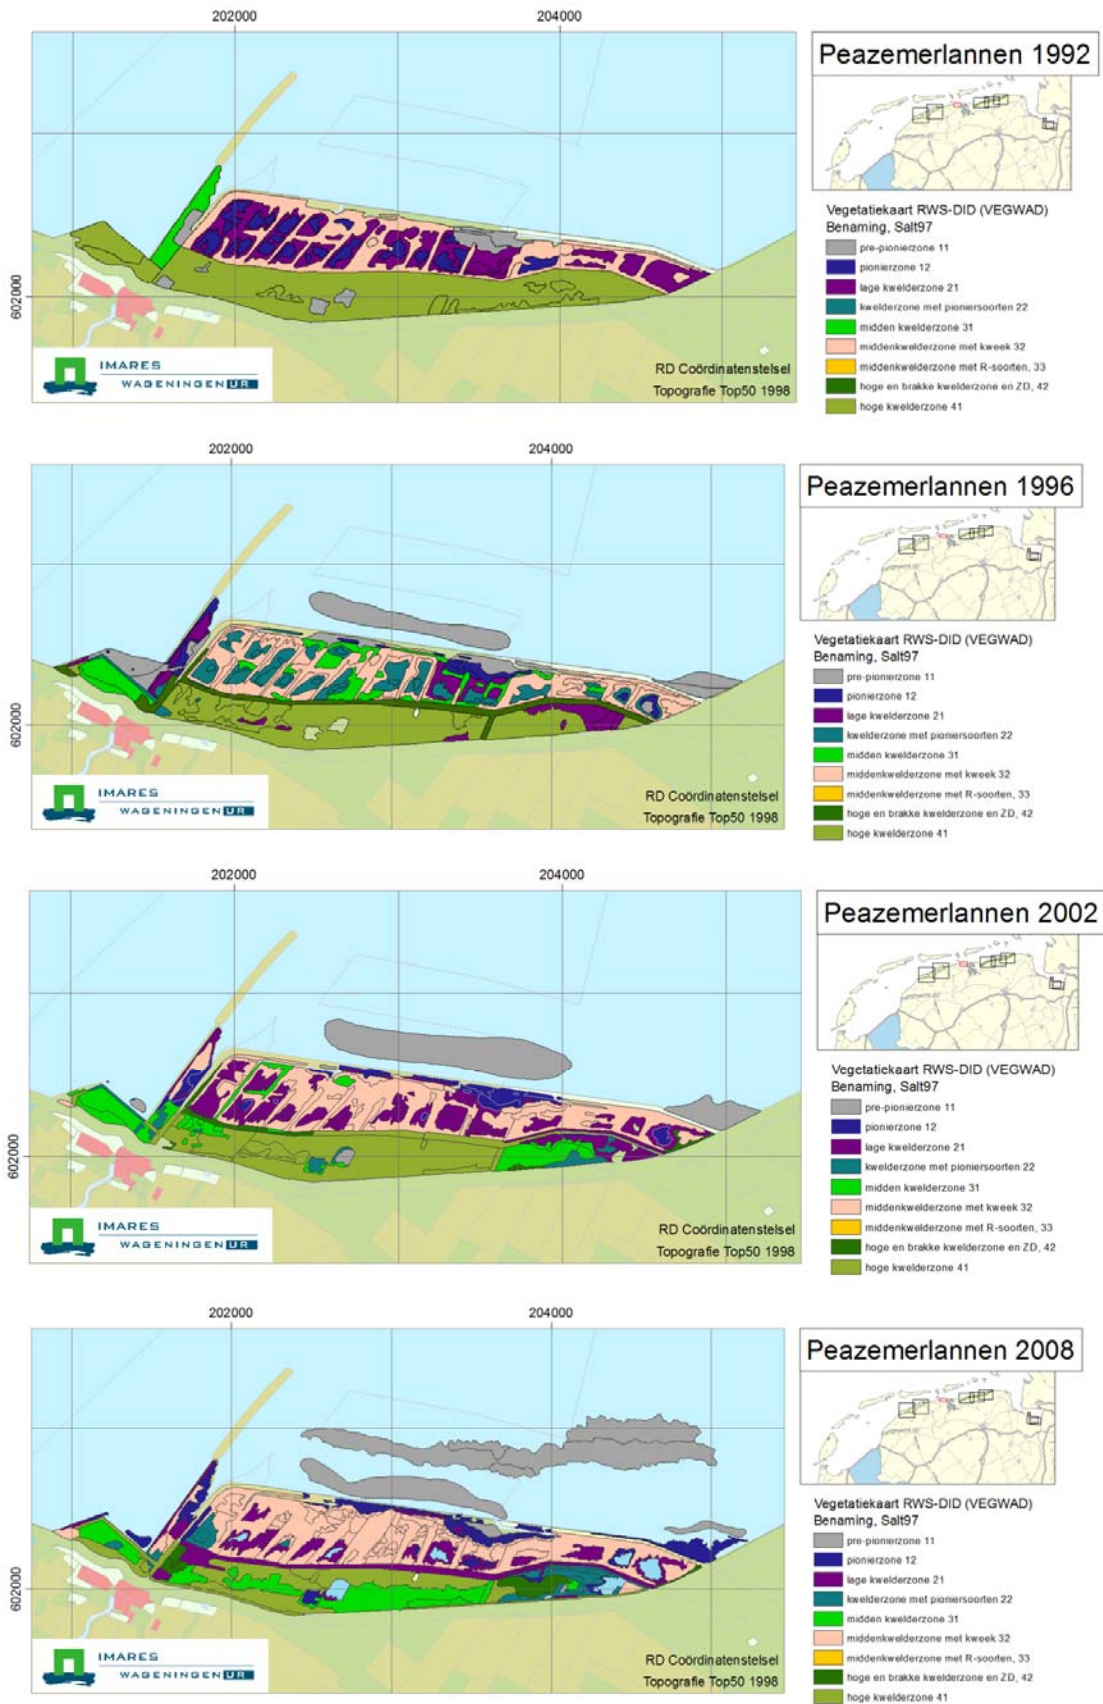 202000 204000
Peazemerlannen 1992
602000
Vegetatiekaart RWS-DID (VEGWAD)
Benaming, Salt97
pre-pionierzone 11
pionierzone 12
lage kwelderzone 21
kwelderzone met pioniersoorten 22
midden kwelderzone 31
middenkwelderzone met kweek 32
middenkwelderzone met R-soorten, 33
hoge en brakke kwelderzone en ZD, 42
hoge kwelderzone 41
IMARES
WAGENINGEN UR
RD Coördinatenstelsel
Topografie Top50 1998
202000 204000
Peazemerlannen 1996
602000
Vegetatiekaart RWS-DID (VEGWAD)
Benaming, Salt97
pre-pionierzone 11
pionierzone 12
lage kwelderzone 21
kwelderzone met pioniersoorten 22
midden kwelderzone 31
middenkwelderzone met kweek 32
middenkwelderzone met R-soorten, 33
hoge en brakke kwelderzone en ZD, 42
hoge kwelderzone 41
IMARES
WAGENINGEN UR
RD Coördinatenstelsel
Topografie Top50 1998
202000 204000
Peazemerlannen 2002
602000
Vegetatiekaart RWS-DID (VEGWAD)
Benaming, Salt97
pre-pionierzone 11
pionierzone 12
lage kwelderzone 21
kwelderzone met pioniersoorten 22
midden kwelderzone 31
middenkwelderzone met kweek 32
middenkwelderzone met R-soorten, 33
hoge en brakke kwelderzone en ZD, 42
hoge kwelderzone 41
IMARES
WAGENINGEN UR
RD Coördinatenstelsel
Topografie Top50 1998
202000 204000
Peazemerlannen 2008
602000
Vegetatiekaart RWS-DID (VEGWAD)
Benaming, Salt97
pre-pionierzone 11
pionierzone 12
lage kwelderzone 21
kwelderzone met pioniersoorten 22
midden kwelderzone 31
middenkwelderzone met kweek 32
middenkwelderzone met R-soorten, 33
hoge en brakke kwelderzone en ZD, 42
hoge kwelderzone 41
IMARES
WAGENINGEN UR
RD Coördinatenstelsel
Topografie Top50 1998